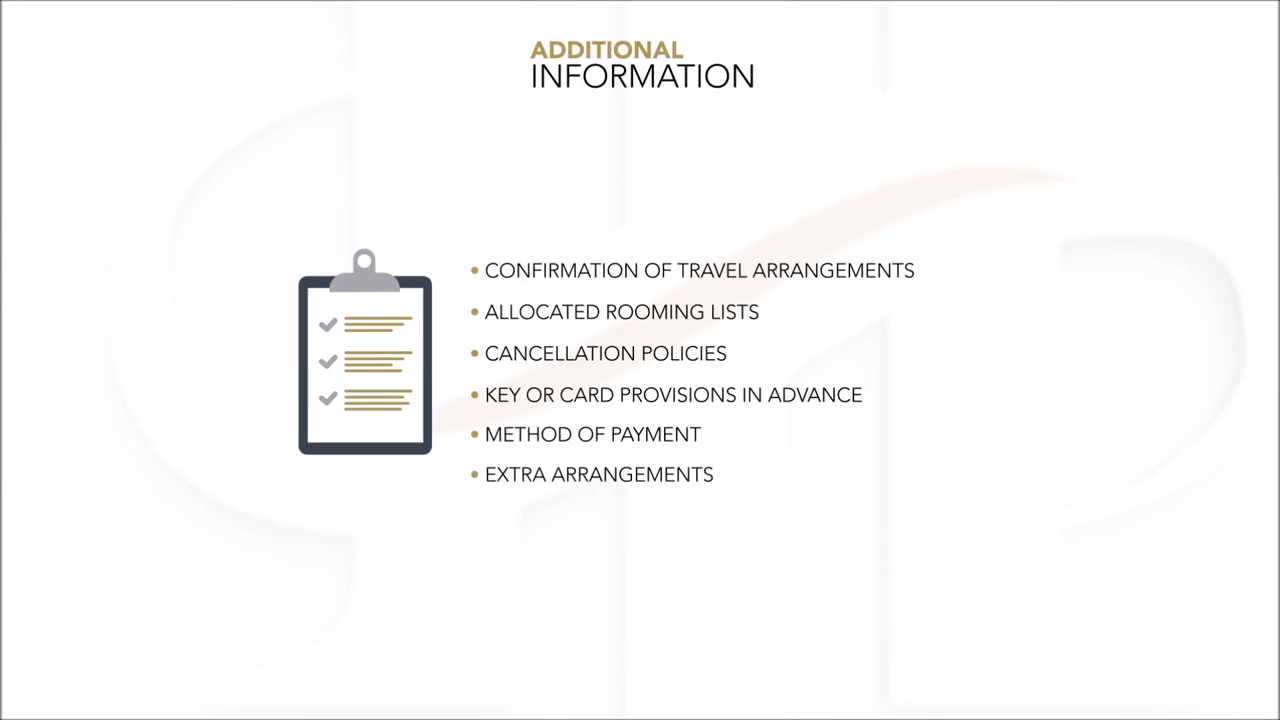 ADDITIONAL
INFORMATION
• CONFIRMATION OF TRAVEL ARRANGEMENTS
• ALLOCATED ROOMING LISTS
• CANCELLATION POLICIES
• KEY OR CARD PROVISIONS IN ADVANCE
• METHOD OF PAYMENT
• EXTRA ARRANGEMENTS